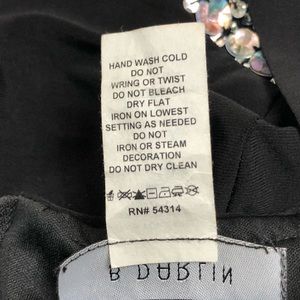 HAND WASH COLD
DO NOT
WRING OR TWIST
DO NOT BLEACH
DRY FLAT
IRON ON LOWEST
SETTING AS NEEDED
DO NOT
IRON OR STEAM
DECORATION
DO NOT DRY CLEAN
RN# 54314
B DARLIN